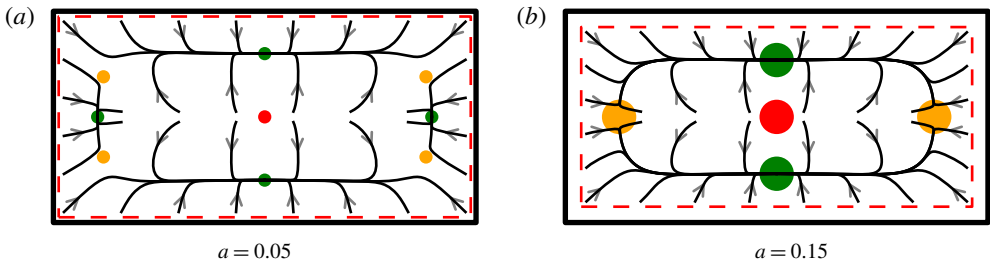 (a)
(b)
a = 0.05
a = 0.15